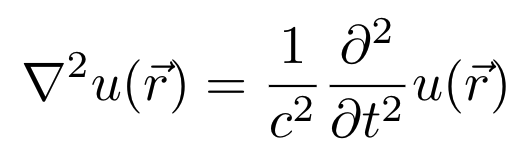 ∇²u(r⃗) = 1/c² ∂²/∂t² u(r⃗)